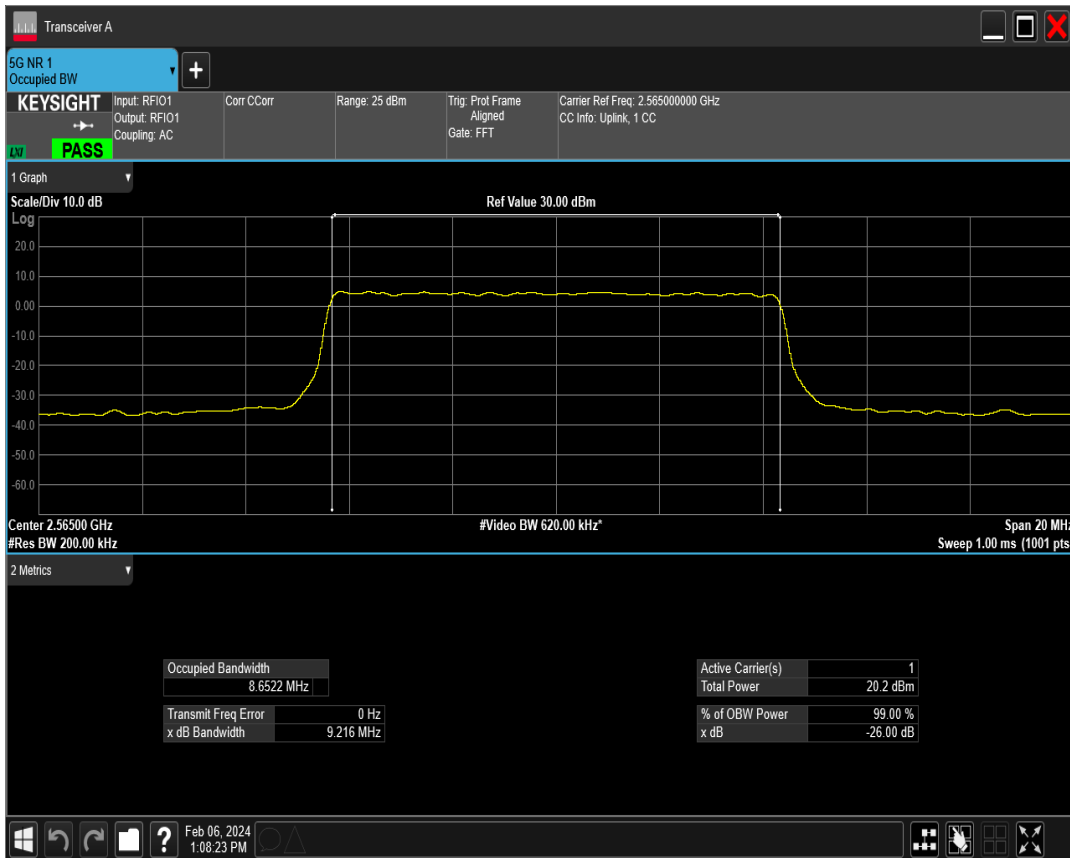 Transceiver A
5G NR 1
Occupied BW
+
KEYSIGHT
LXI
PASS
Input: RFIO1
Output: RFIO1
Coupling: AC
Corr CCorr
Range: 25 dBm
Trig: Prot Frame
Aligned
Gate: FFT
Carrier Ref Freq: 2.565000000 GHz
CC Info: Uplink, 1 CC
1 Graph
Scale/Div 10.0 dB
Ref Value 30.00 dBm
Log
20.0
10.0
0.00
-10.0
-20.0
-30.0
-40.0
-50.0
-60.0
Center 2.56500 GHz
#Video BW 620.00 kHz*
Span 20 MHz
#Res BW 200.00 kHz
Sweep 1.00 ms (1001 pts
2 Metrics
Occupied Bandwidth
8.6522 MHz
Transmit Freq Error 0 Hz
x dB Bandwidth 9.216 MHz
Active Carrier(s) 1
Total Power 20.2 dBm
% of OBW Power 99.00 %
x dB -26.00 dB
?
Feb 06, 2024
1:08:23 PM